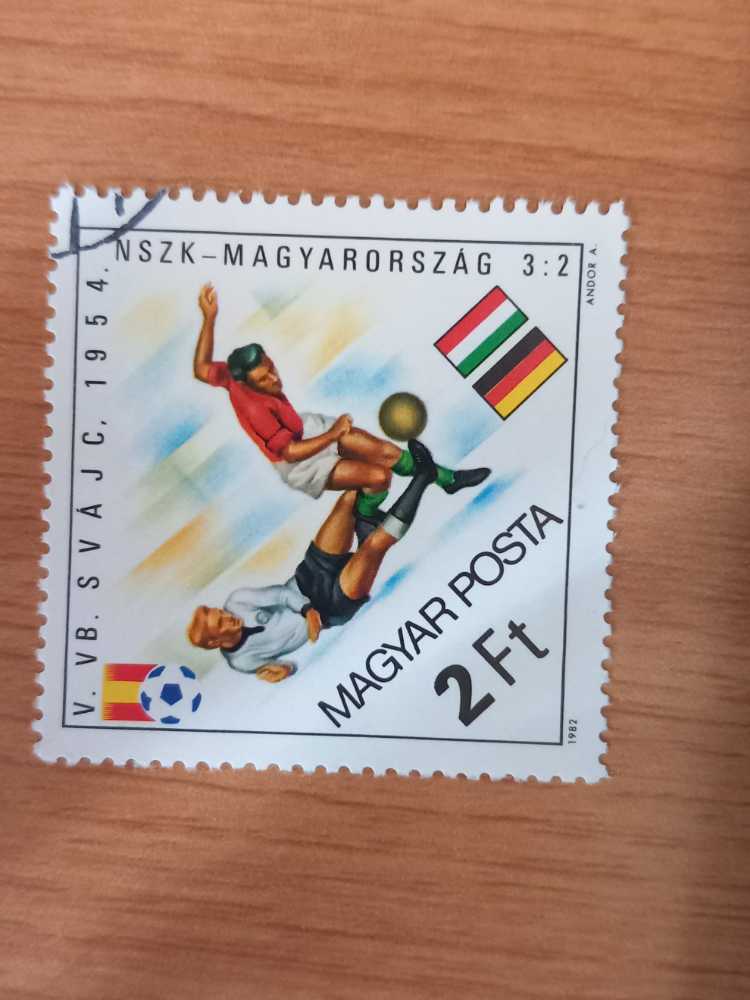 NSZK – MAGYARORSZÁG 3:2
V. VB. SVÁJC, 1954.
ANDOR A.
MAGYAR POSTA
2 Ft
1982